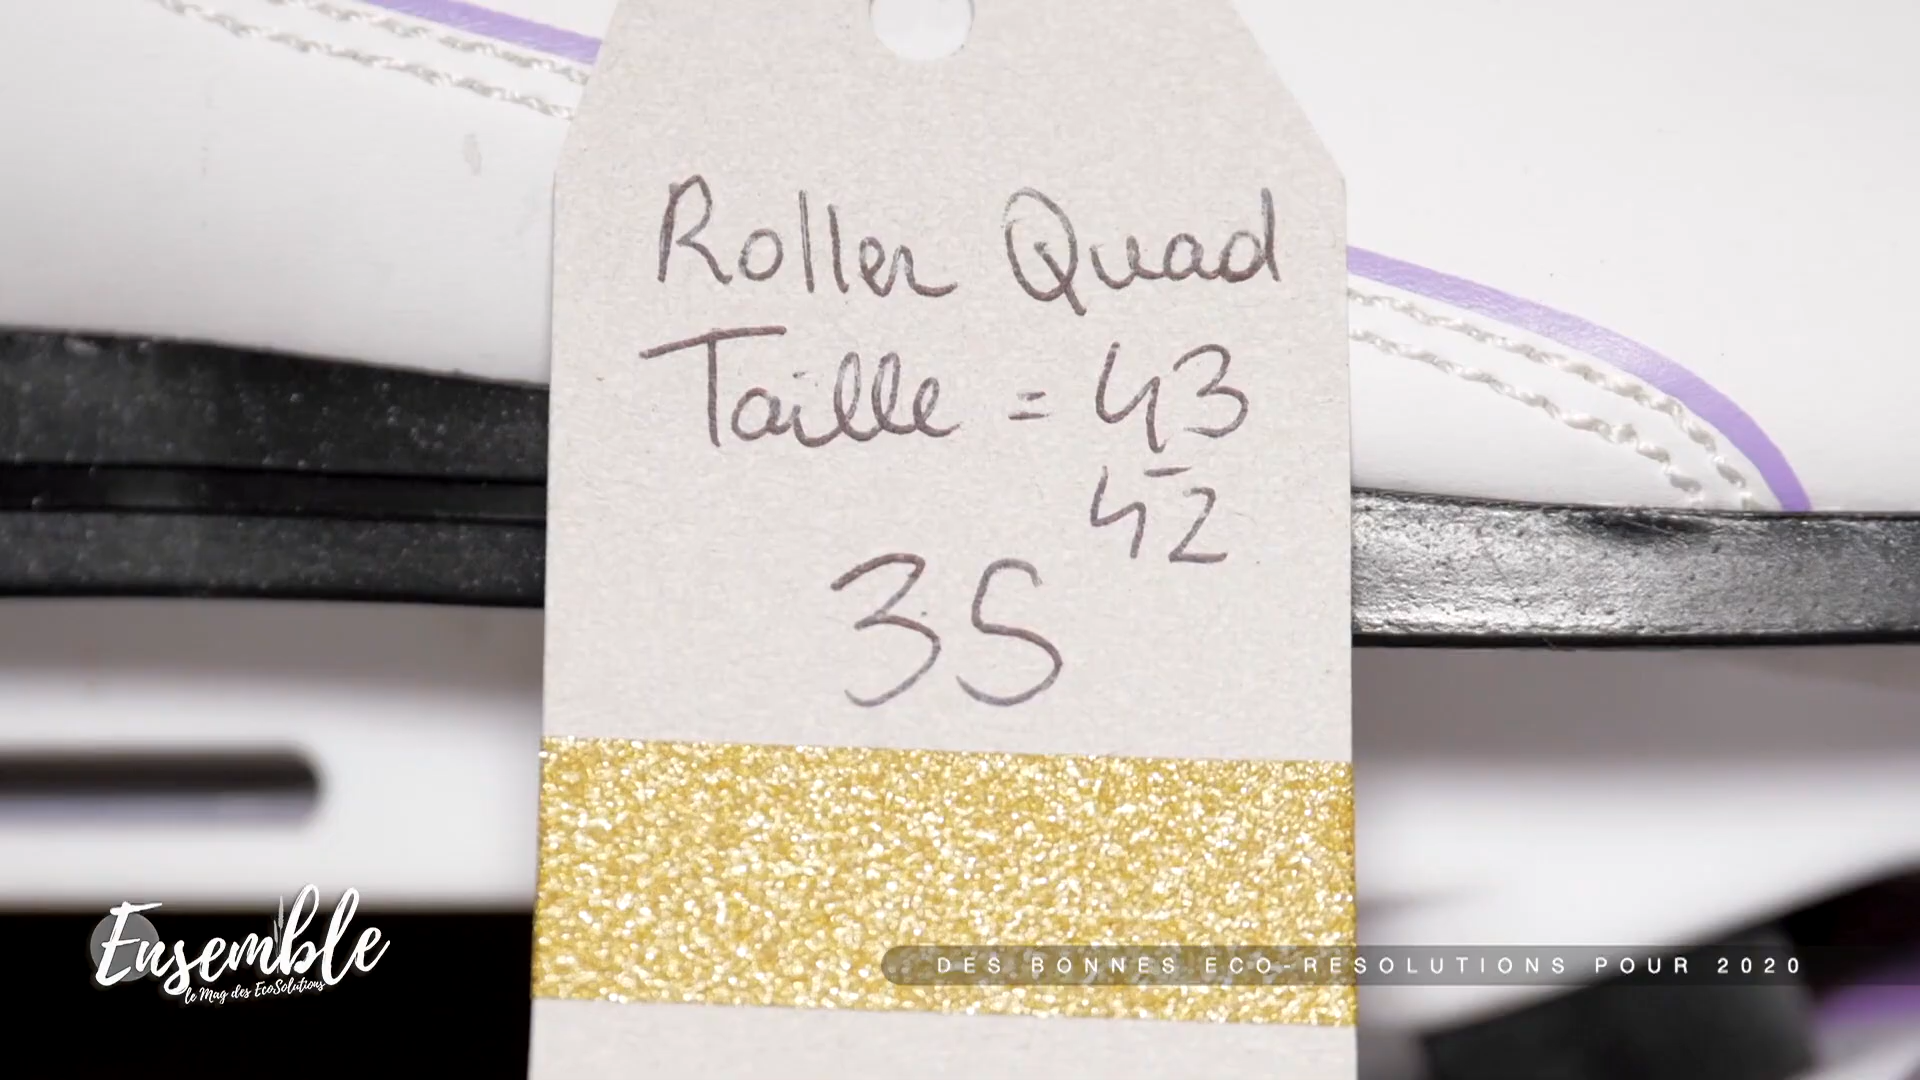 Roller Quad
Taille = 43
42
35
Ensemble
le Mag des EcoSolutions
DES BONNES ECO-RESOLUTIONS POUR 2020